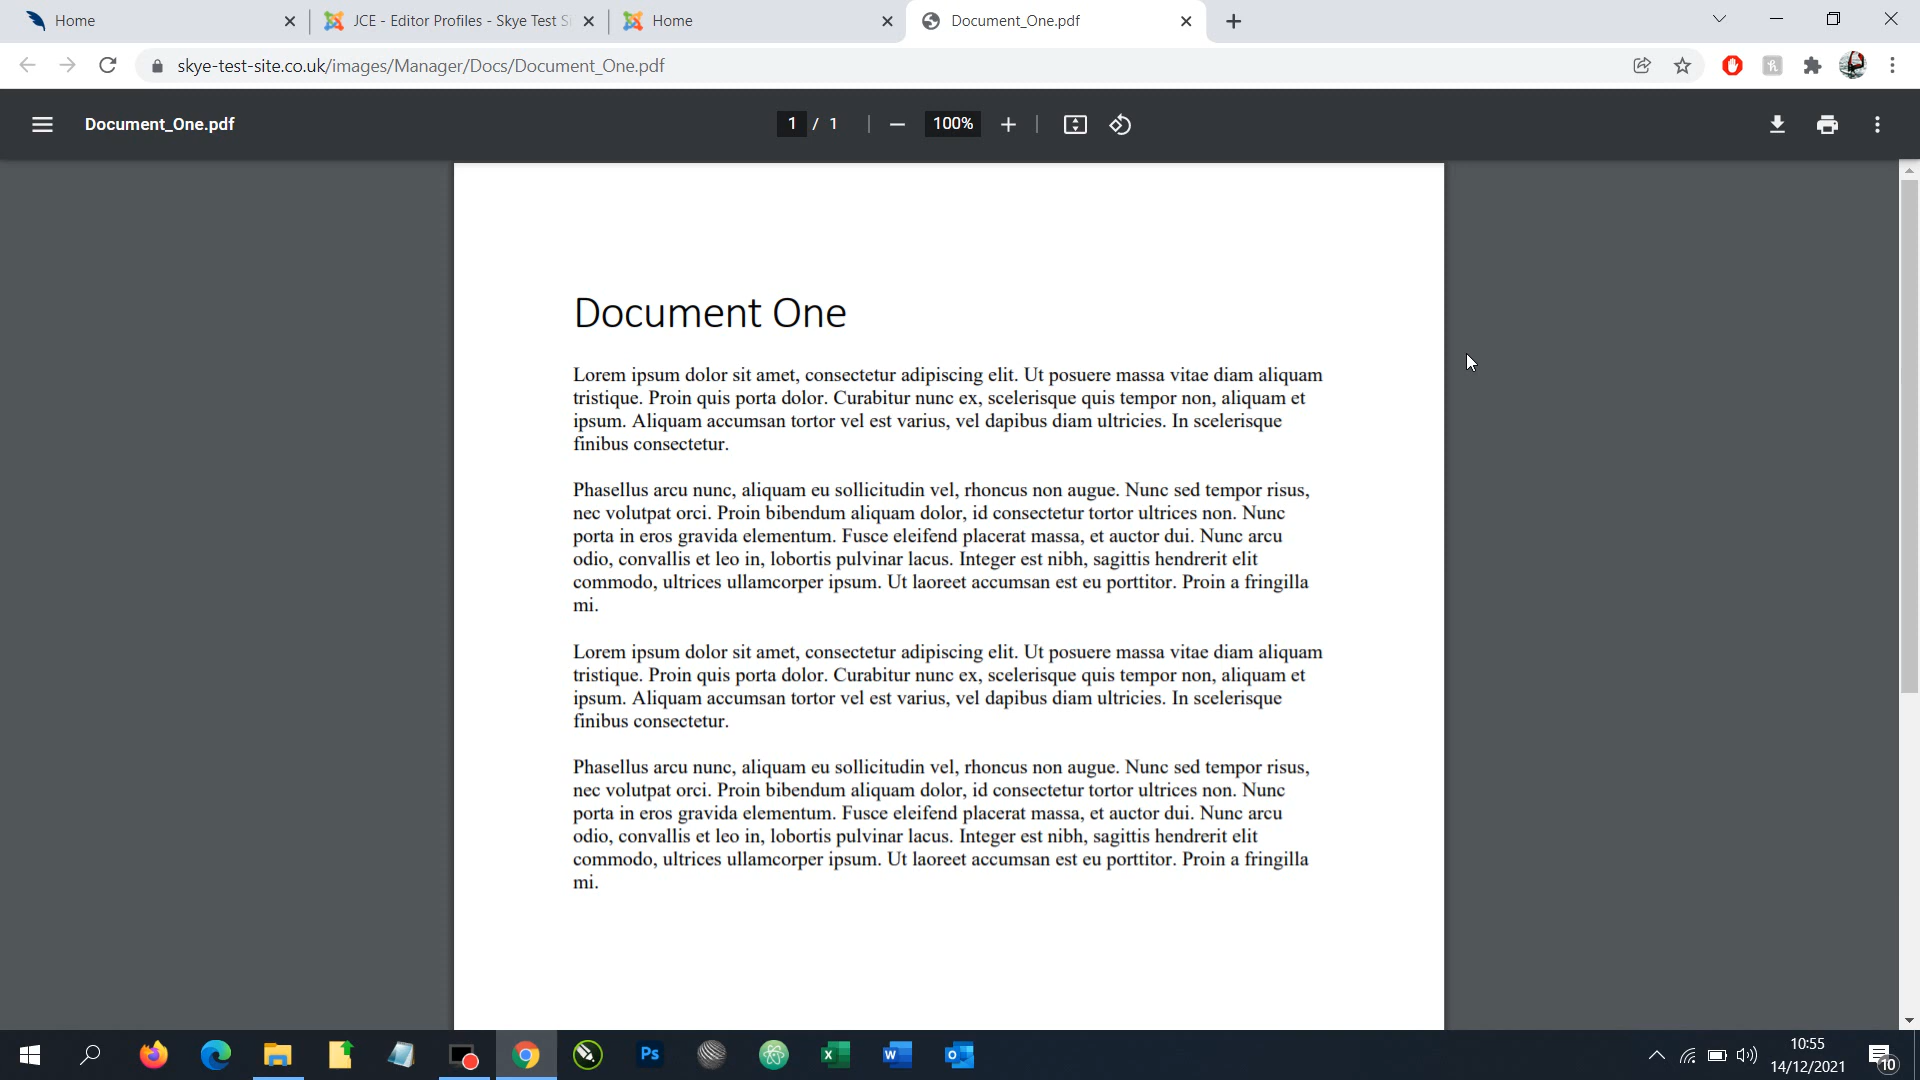 Home
JCE - Editor Profiles - Skye Test Si
Home
Document_One.pdf
skye-test-site.co.uk/images/Manager/Docs/Document_One.pdf
Document_One.pdf
1 / 1
100%
Document One
Lorem ipsum dolor sit amet, consectetur adipiscing elit. Ut posuere massa vitae diam aliquam
tristique. Proin quis porta dolor. Curabitur nunc ex, scelerisque quis tempor non, aliquam et
ipsum. Aliquam accumsan tortor vel est varius, vel dapibus diam ultricies. In scelerisque
finibus consectetur.
Phasellus arcu nunc, aliquam eu sollicitudin vel, rhoncus non augue. Nunc sed tempor risus,
nec volutpat orci. Proin bibendum aliquam dolor, id consectetur tortor ultrices non. Nunc
porta in eros gravida elementum. Fusce eleifend placerat massa, et auctor dui. Nunc arcu
odio, convallis et leo in, lobortis pulvinar lacus. Integer est nibh, sagittis hendrerit elit
commodo, ultrices ullamcorper ipsum. Ut laoreet accumsan est eu porttitor. Proin a fringilla
mi.
Lorem ipsum dolor sit amet, consectetur adipiscing elit. Ut posuere massa vitae diam aliquam
tristique. Proin quis porta dolor. Curabitur nunc ex, scelerisque quis tempor non, aliquam et
ipsum. Aliquam accumsan tortor vel est varius, vel dapibus diam ultricies. In scelerisque
finibus consectetur.
Phasellus arcu nunc, aliquam eu sollicitudin vel, rhoncus non augue. Nunc sed tempor risus,
nec volutpat orci. Proin bibendum aliquam dolor, id consectetur tortor ultrices non. Nunc
porta in eros gravida elementum. Fusce eleifend placerat massa, et auctor dui. Nunc arcu
odio, convallis et leo in, lobortis pulvinar lacus. Integer est nibh, sagittis hendrerit elit
commodo, ultrices ullamcorper ipsum. Ut laoreet accumsan est eu porttitor. Proin a fringilla
mi.
Ps
10:55
14/12/2021
10